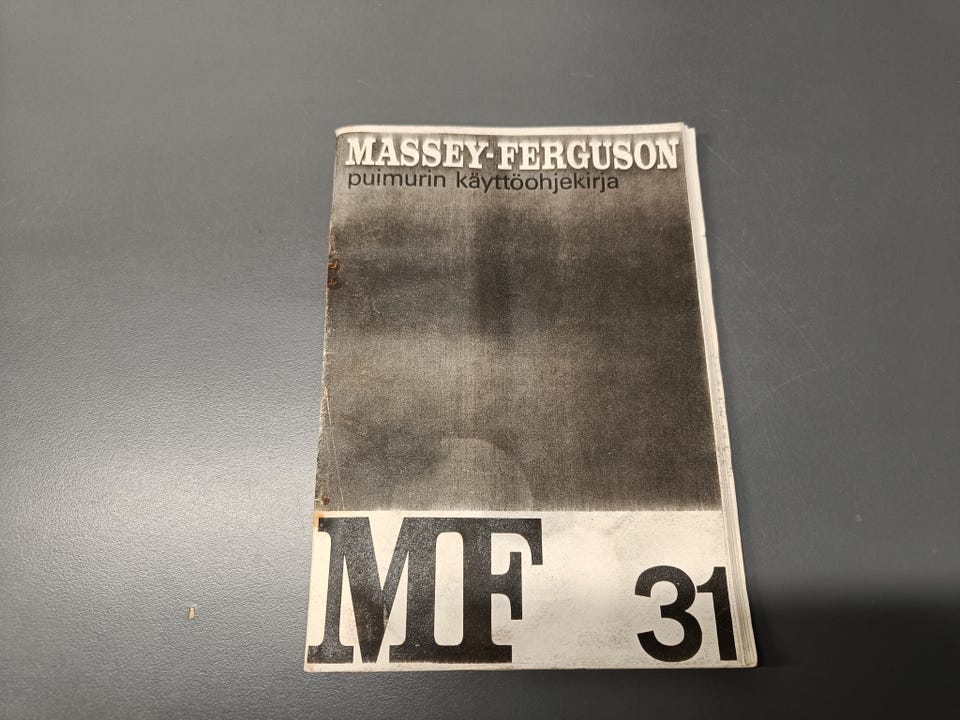 MASSEY-FERGUSON
puimurin käyttöohjekirja
MF 31